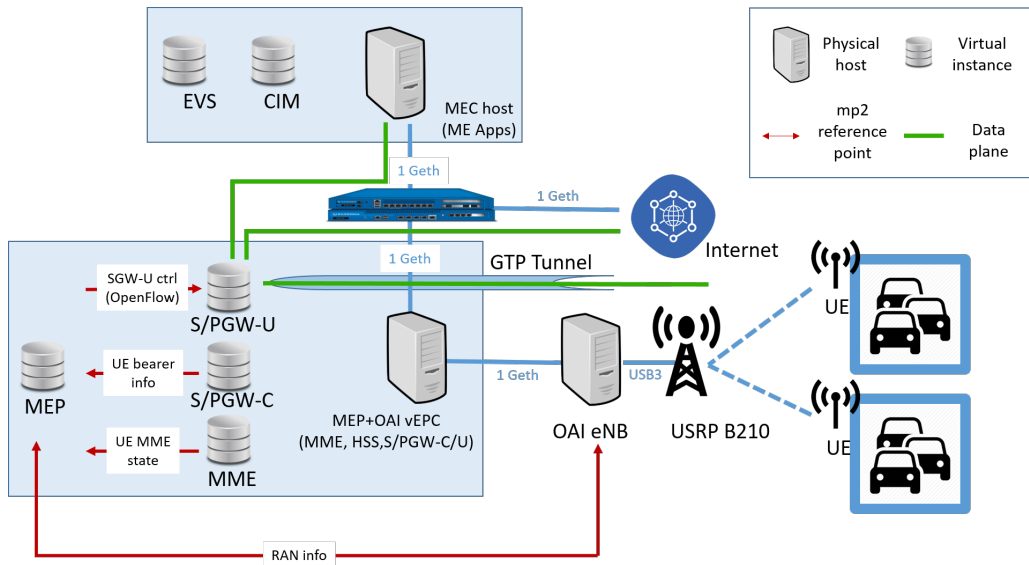 EVS
CIM
MEC host
(ME Apps)
Physical
host
Virtual
instance
mp2
reference
point
Data
plane
1 Geth
1 Geth
Internet
1 Geth
GTP Tunnel
SGW-U ctrl
(OpenFlow)
S/PGW-U
UE
MEP
UE bearer
info
S/PGW-C
1 Geth
USB3
MEP+OAI vEPC
(MME, HSS,S/PGW-C/U)
OAI eNB
USRP B210
UE
UE MME
state
MME
RAN info